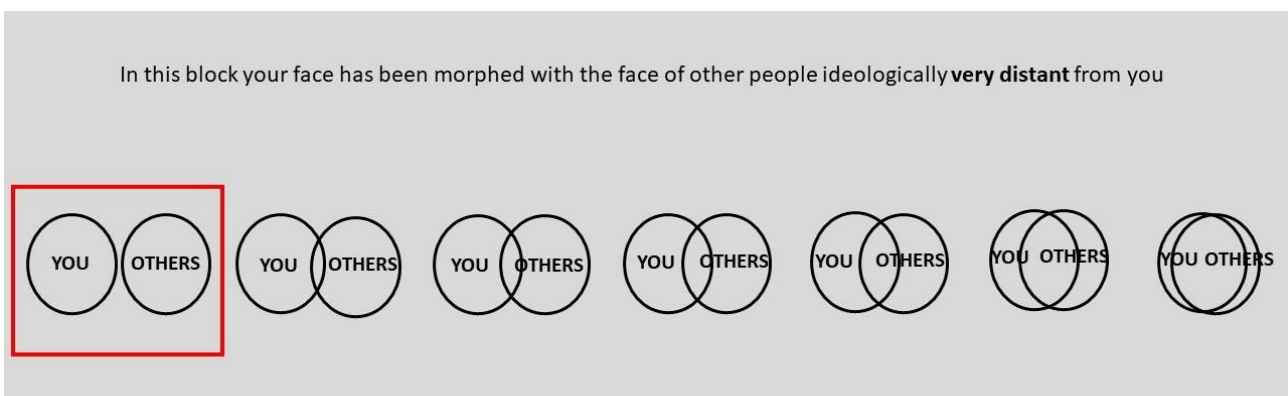 In this block your face has been morphed with the face of other people ideologically very distant from you
YOU OTHERS YOU OTHERS YOU OTHERS YOU OTHERS YOU OTHERS YOU OTHERS YOU OTHERS